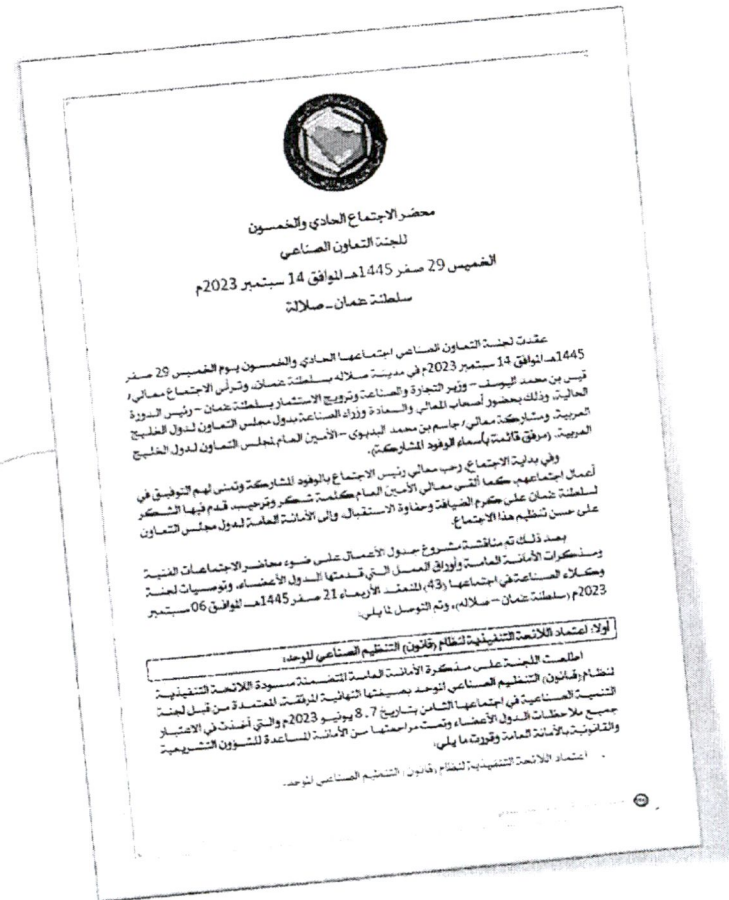 محضر الاجتماع الحادي والخمسون
للجنة التعاون الصناعي
الخميس 29 صفر 1445هـ الموافق 14 سبتمبر 2023م
سلطنة عمان - صلالة
عقدت لجنة التعاون الصناعي اجتماعها الحادي والخمسون يوم الخميس 29 صفر
1445هـ الموافق 14 سبتمبر 2023م في مدينة صلاله بسلطنة عمان، وترأس الاجتماع معالي/
قيس بن محمد اليوسف – وزير التجارة والصناعة وترويج الاستثمار بسلطنة عمان – رئيس الدورة
الحالية، وذلك بحضور أصحاب المعالي والسعادة وزراء الصناعة بدول مجلس التعاون لدول الخليج
العربية، ومشاركة معالي/ جاسم بن محمد البديوي – الأمين العام لمجلس التعاون لدول الخليج
العربية. (مرفق قائمة بأسماء الوفود المشاركة).
وفي بداية الاجتماع، رحب معالي رئيس الاجتماع بالوفود المشاركة وتمنى لهم التوفيق في
أعمال اجتماعهم، كما ألقى معالي الأمين العام كلمة شكر وترحيب، قدم فيها الشكر
لسلطنة عمان على كرم الضيافة وحفاوة الاستقبال، وإلى الأمانة العامة لدول مجلس التعاون
على حسن تنظيم هذا الاجتماع.
بعد ذلك تم مناقشة مشروع جدول الأعمال على ضوء محاضر الاجتماعات الفنية
ومذكرات الأمانة العامة وأوراق العمل التي قدمتها الدول الأعضاء، وتوصيات لجنة
وكلاء الصناعة في اجتماعها (43) المنعقد الأربعاء 21 صفر 1445هـ الموافق 06 سبتمبر
2023م (سلطنة عمان – صلاله)، وتم التوصل لما يلي:
أولا: اعتماد اللائحة التنفيذية لنظام (قانون) التنظيم الصناعي الموحد:
اطلعت اللجنة على مذكرة الأمانة العامة المتضمنة مسودة اللائحة التنفيذية
لنظام (قانون) التنظيم الصناعي الموحد بصيغتها النهائية المرفقة، المعتمدة من قبل لجنة
التنمية الصناعية في اجتماعها الثامن بتاريخ 7 - 8 يونيو 2023م والتي أخذت في الاعتبار
جميع ملاحظات الدول الأعضاء وتمت مراجعتها من الأمانة المساعدة للشؤون التشريعية
والقانونية بالأمانة العامة وقررت ما يلي:
· اعتماد اللائحة التنفيذية لنظام (قانون) التنظيم الصناعي الموحد.